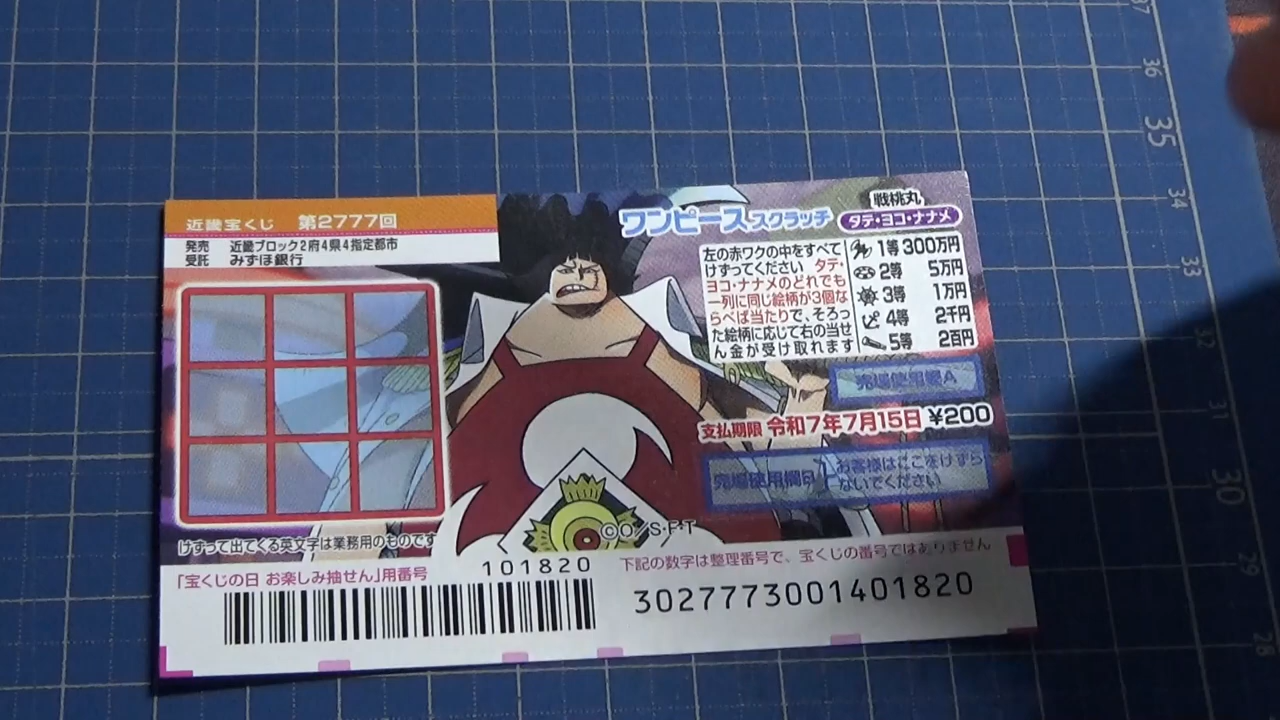 近畿宝くじ 第2777回
発売 近畿ブロック2府4県4指定都市
受託 みずほ銀行
けずって出てくる英文字は業務用のものです
ワンピーススクラッチ
戦桃丸
タテ・ヨコ・ナナメ
左の赤ワクの中をすべて
けずってください タテ・
ヨコ・ナナメのどれでも
一列に同じ絵柄が3個な
らべば当たりで、そろっ
た絵柄に応じて右の当せ
ん金が受け取れます
1等 300万円
2等 5万円
3等 1万円
4等 2千円
5等 2百円
売場使用欄A
支払期限 令和7年7月15日 ¥200
売場使用欄B
お客様はここをけずら
ないでください
©O/S・F・T
「宝くじの日 お楽しみ抽せん」用番号
101820
下記の数字は整理番号で、宝くじの番号ではありません
3027773001401820
37
36
35
34
33
32
31
30
29
28